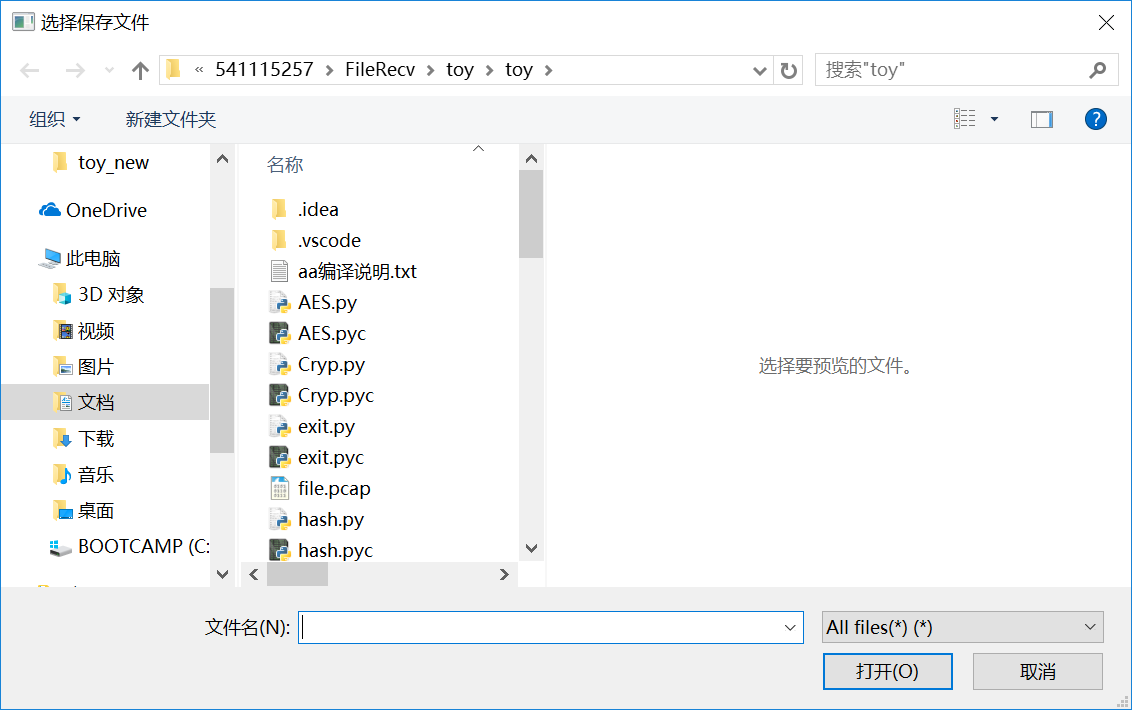 选择保存文件
« 541115257 > FileRecv > toy > toy >
搜索"toy"
组织
新建文件夹
?
toy_new
OneDrive
此电脑
3D 对象
视频
图片
文档
下载
音乐
桌面
BOOTCAMP (C:
名称
.idea
.vscode
aa编译说明.txt
AES.py
AES.pyc
Cryp.py
Cryp.pyc
exit.py
exit.pyc
file.pcap
hash.py
hash.pyc
选择要预览的文件。
文件名(N):
All files(*) (*)
打开(O)
取消